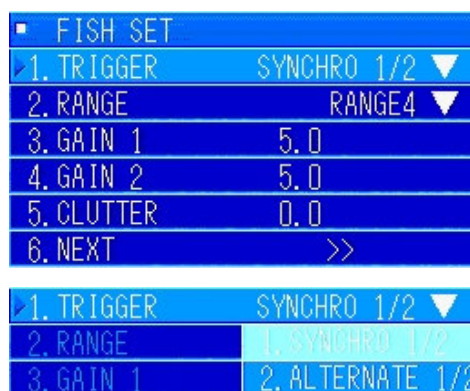 FISH SET
1. TRIGGER SYNCHRO 1/2
2. RANGE RANGE4
3. GAIN 1 5.0
4. GAIN 2 5.0
5. CLUTTER 0.0
6. NEXT >>
1. TRIGGER SYNCHRO 1/2
2. RANGE 1. SYNCHRO 1/2
3. GAIN 1 2. ALTERNATE 1/2